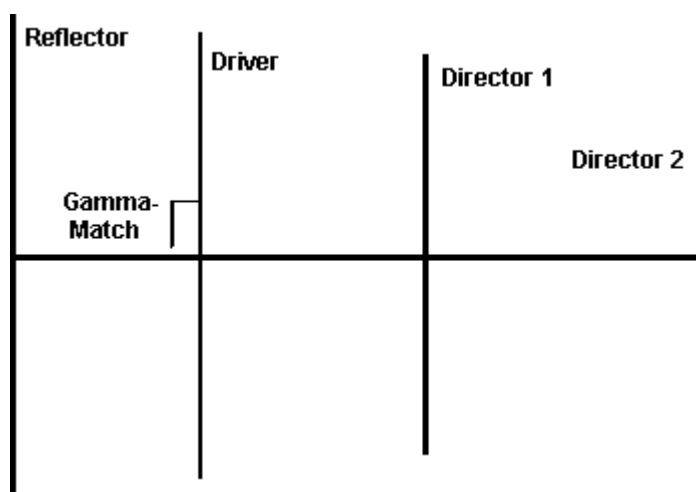 Reflector
Driver
Director 1
Director 2
Gamma-
Match